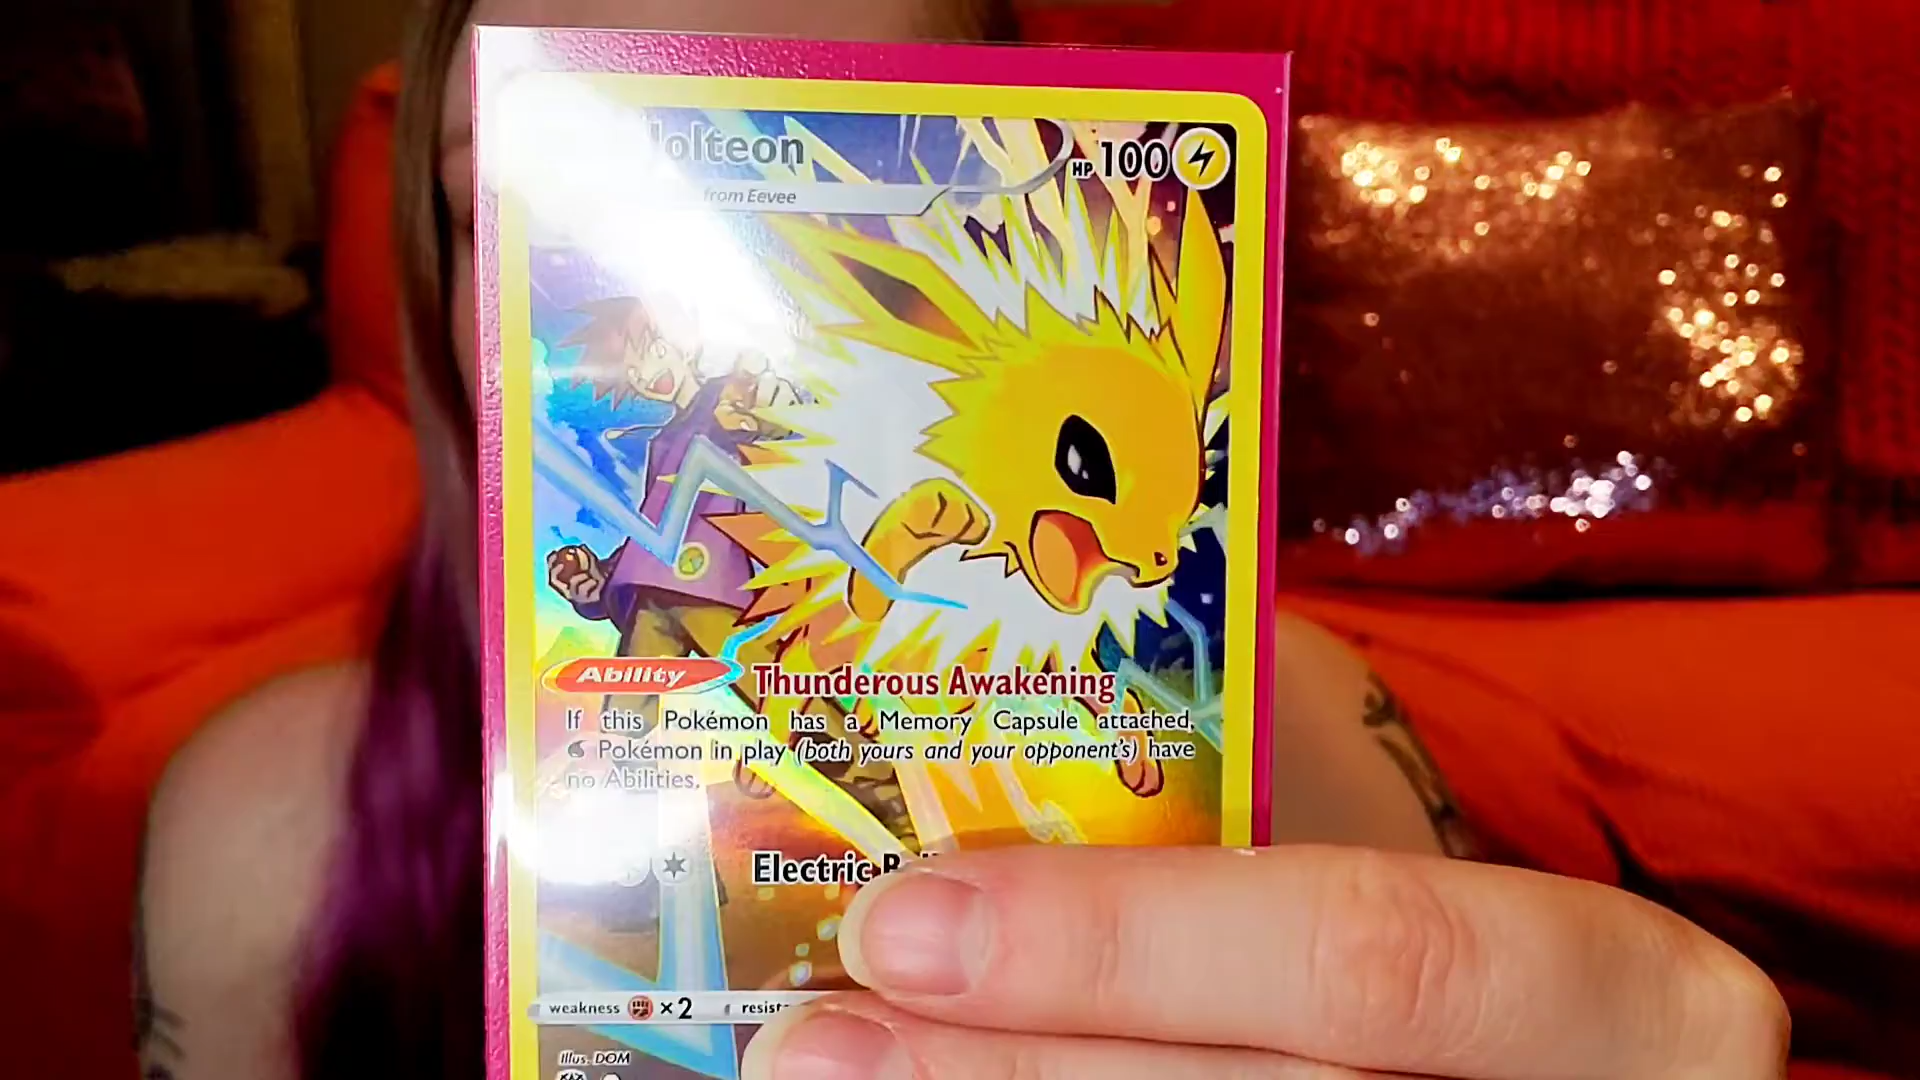 Jolteon
HP 100
from Eevee
Ability Thunderous Awakening
If this Pokémon has a Memory Capsule attached,
Pokémon in play (both yours and your opponent's) have
no Abilities.
Electric
weakness ×2
Illus. DOM